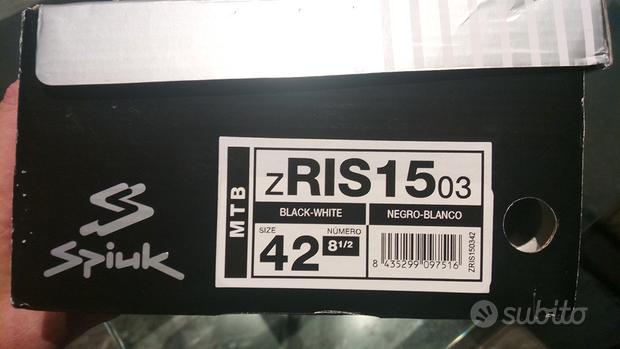 Spiuk
MTB
ZRIS1503
BLACK-WHITE
NEGRO-BLANCO
SIZE
NÚMERO
42
8 1/2
8 435299 097516
ZRIS150342
subito